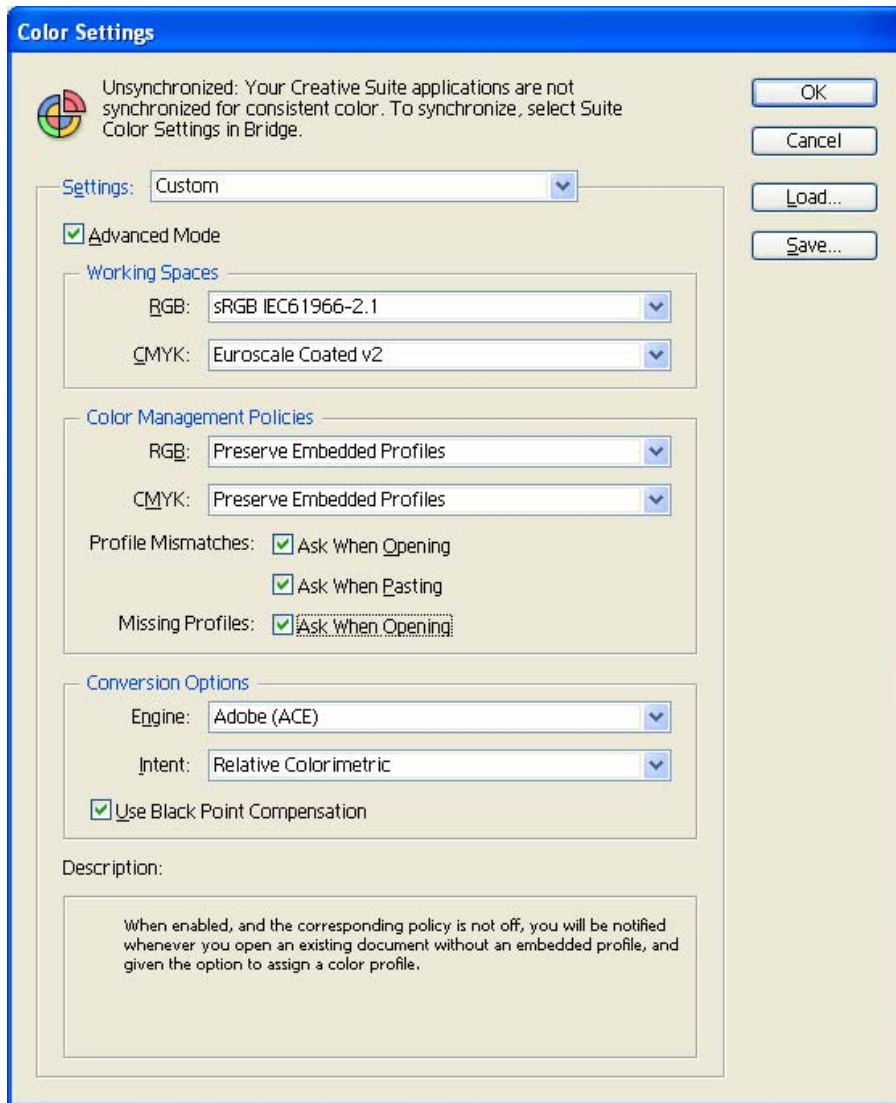 Color Settings
Unsynchronized: Your Creative Suite applications are not
synchronized for consistent color. To synchronize, select Suite
Color Settings in Bridge.
OK
Cancel
Load...
Save...
Settings: Custom
Advanced Mode
Working Spaces
RGB: sRGB IEC61966-2.1
CMYK: Euroscale Coated v2
Color Management Policies
RGB: Preserve Embedded Profiles
CMYK: Preserve Embedded Profiles
Profile Mismatches: Ask When Opening
Ask When Pasting
Missing Profiles: Ask When Opening
Conversion Options
Engine: Adobe (ACE)
Intent: Relative Colorimetric
Use Black Point Compensation
Description:
When enabled, and the corresponding policy is not off, you will be notified
whenever you open an existing document without an embedded profile, and
given the option to assign a color profile.